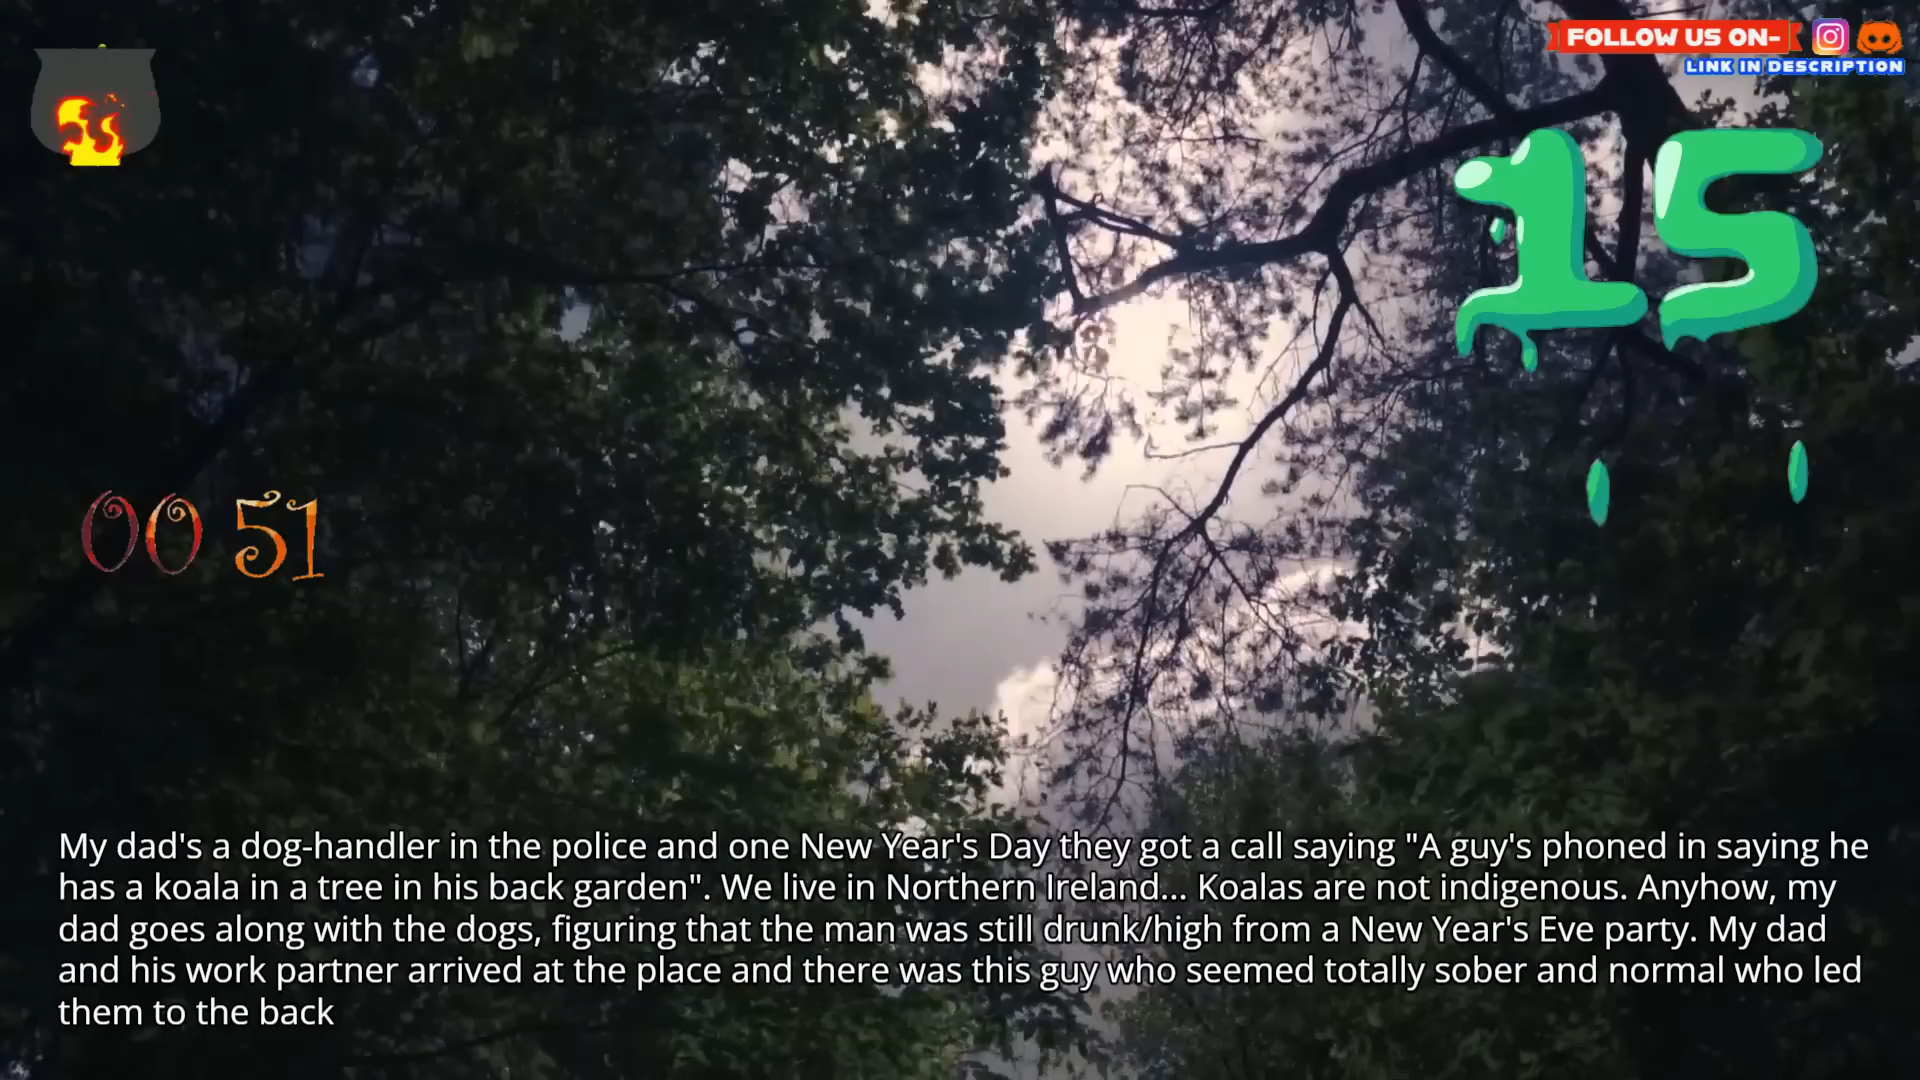 FOLLOW US ON-
LINK IN DESCRIPTION
15
00 51
My dad's a dog-handler in the police and one New Year's Day they got a call saying "A guy's phoned in saying he
has a koala in a tree in his back garden". We live in Northern Ireland... Koalas are not indigenous. Anyhow, my
dad goes along with the dogs, figuring that the man was still drunk/high from a New Year's Eve party. My dad
and his work partner arrived at the place and there was this guy who seemed totally sober and normal who led
them to the back